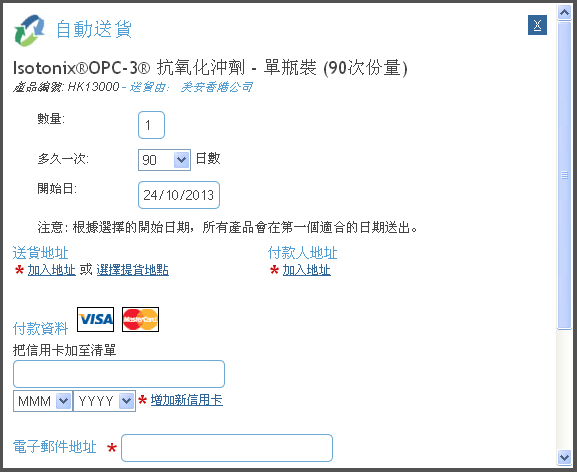 自動送貨
X
Isotonix®OPC-3® 抗氧化沖劑 - 單瓶裝 (90次份量)
產品編號: HK13000 - 送貨由: 美安香港公司
數量: 1
多久一次: 90 日數
開始日: 24/10/2013
注意: 根據選擇的開始日期，所有產品會在第一個適合的日期送出。
送貨地址 付款人地址
* 加入地址 或 選擇提貨地點 * 加入地址
付款資料 VISA MasterCard
把信用卡加至清單
MMM YYYY * 增加新信用卡
電子郵件地址 *